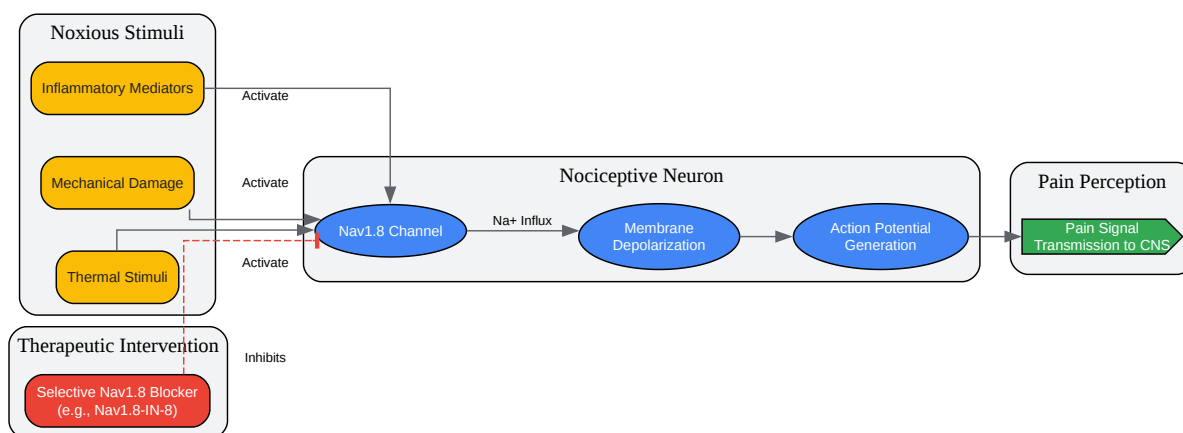 Noxious Stimuli
Inflammatory Mediators
Activate
Mechanical Damage
Activate
Thermal Stimuli
Activate
Nociceptive Neuron
Nav1.8 Channel
Na+ Influx
Membrane
Depolarization
Action Potential
Generation
Pain Perception
Pain Signal
Transmission to CNS
Therapeutic Intervention
Inhibits
Selective Nav1.8 Blocker
(e.g., Nav1.8-IN-8)